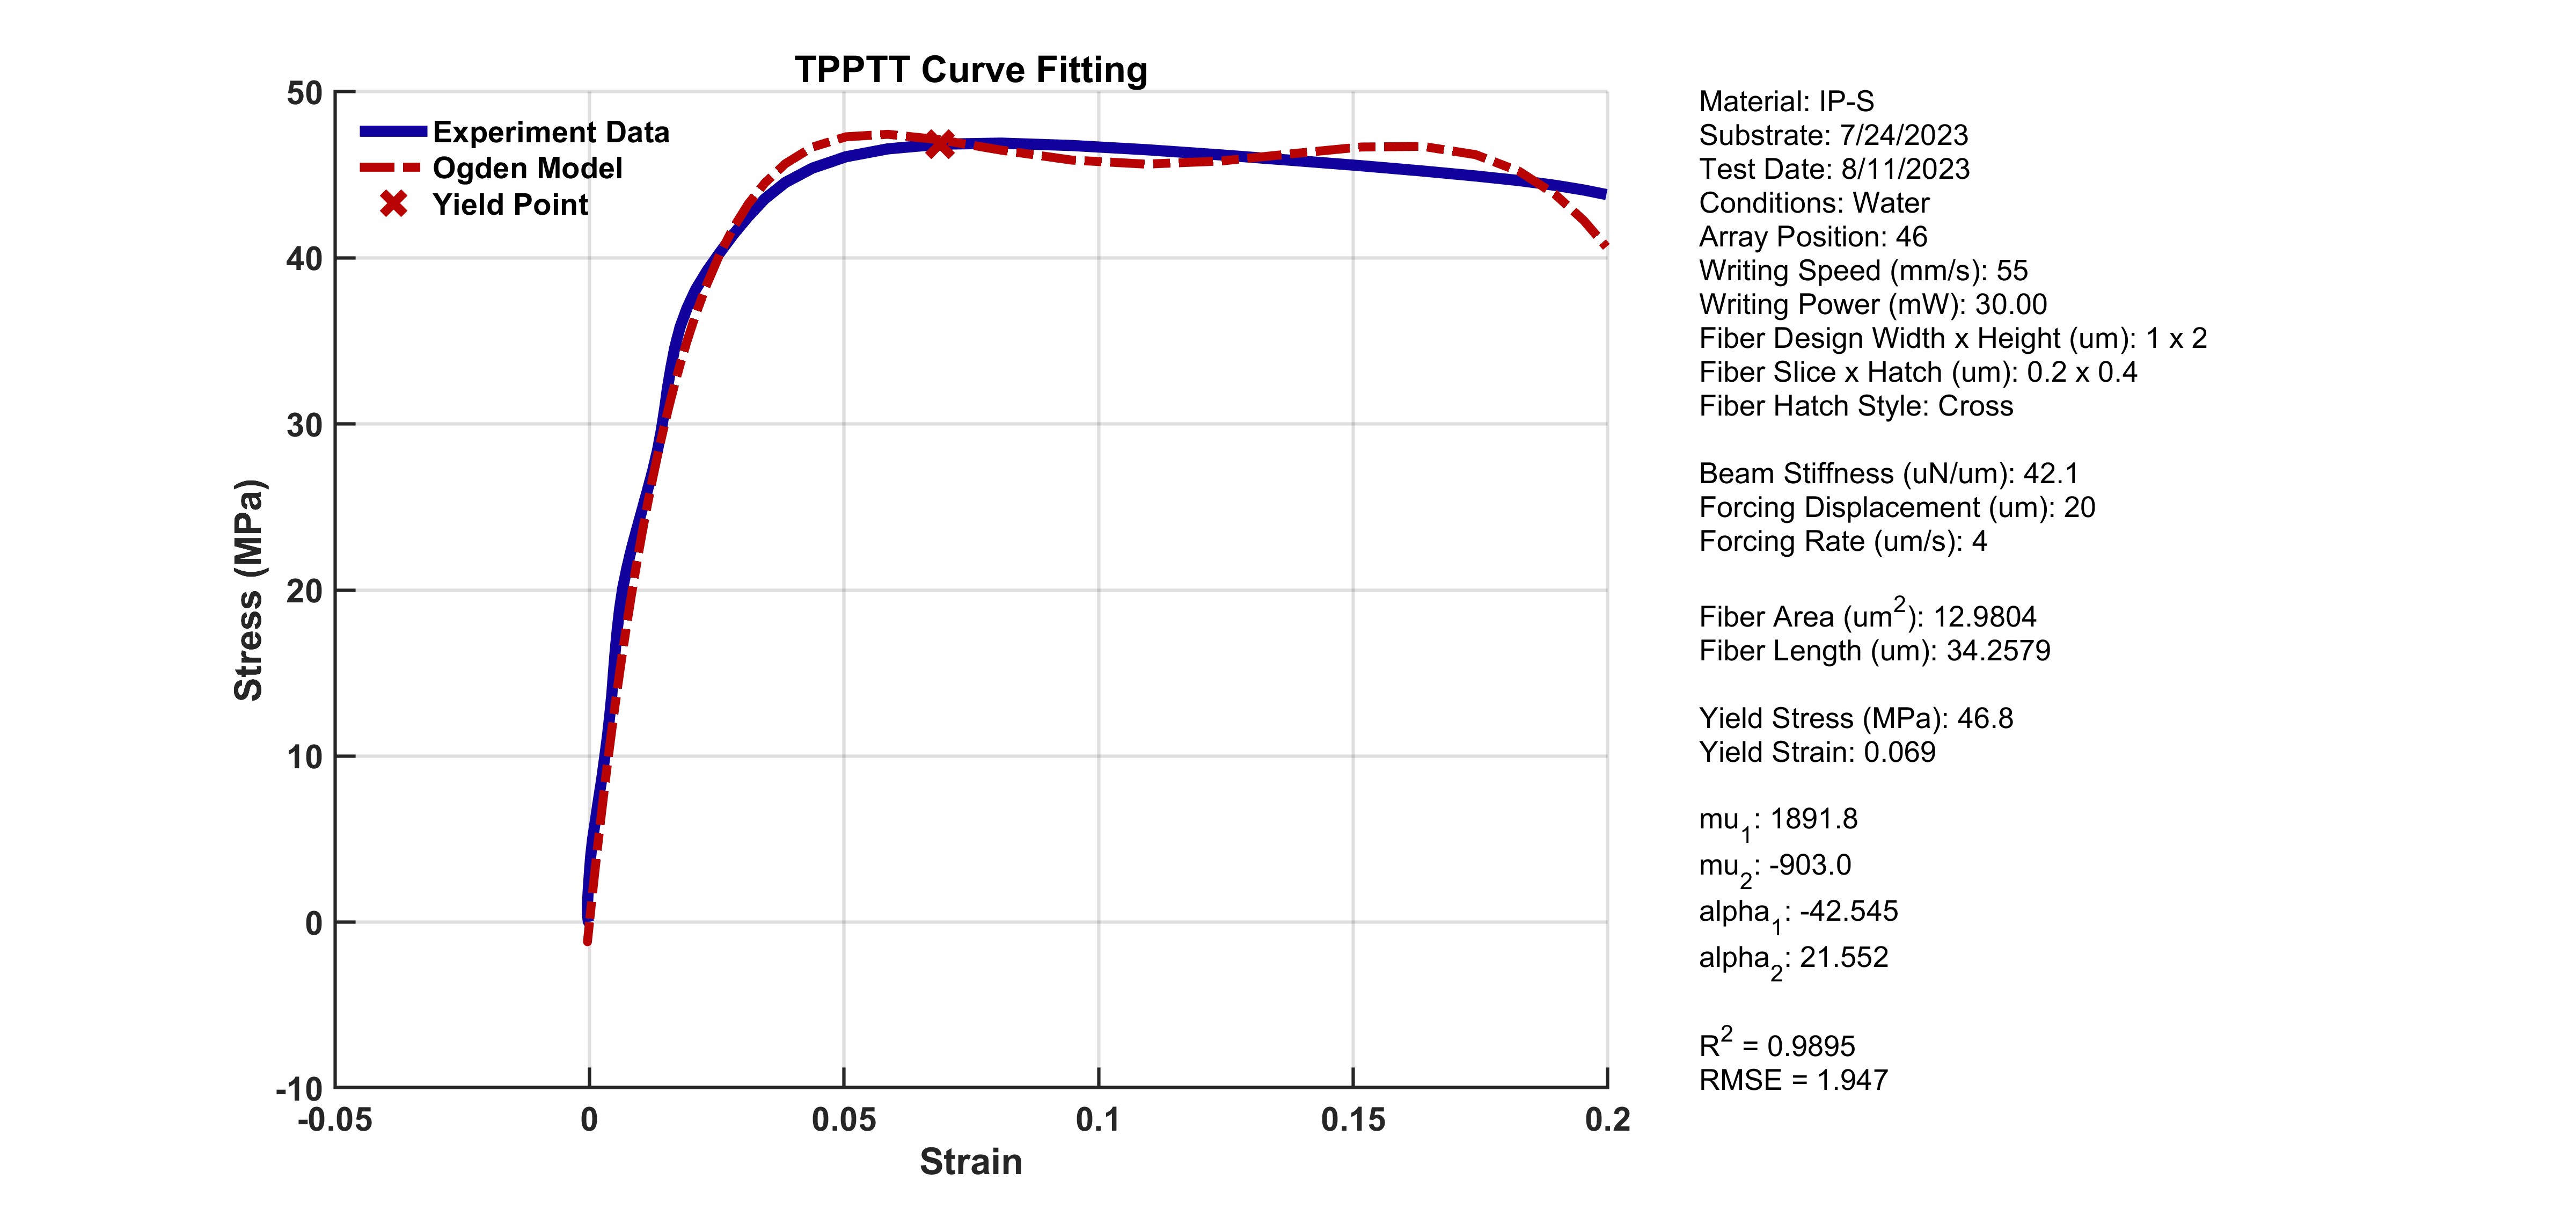 TPPTT Curve Fitting
50
40
30
20
10
0
-10
Stress (MPa)
Experiment Data
Ogden Model
Yield Point
-0.05
0
0.05
0.1
0.15
0.2
Strain
Material: IP-S
Substrate: 7/24/2023
Test Date: 8/11/2023
Conditions: Water
Array Position: 46
Writing Speed (mm/s): 55
Writing Power (mW): 30.00
Fiber Design Width x Height (um): 1 x 2
Fiber Slice x Hatch (um): 0.2 x 0.4
Fiber Hatch Style: Cross
Beam Stiffness (uN/um): 42.1
Forcing Displacement (um): 20
Forcing Rate (um/s): 4
Fiber Area (um²): 12.9804
Fiber Length (um): 34.2579
Yield Stress (MPa): 46.8
Yield Strain: 0.069
mu₁: 1891.8
mu₂: -903.0
alpha₁: -42.545
alpha₂: 21.552
R² = 0.9895
RMSE = 1.947